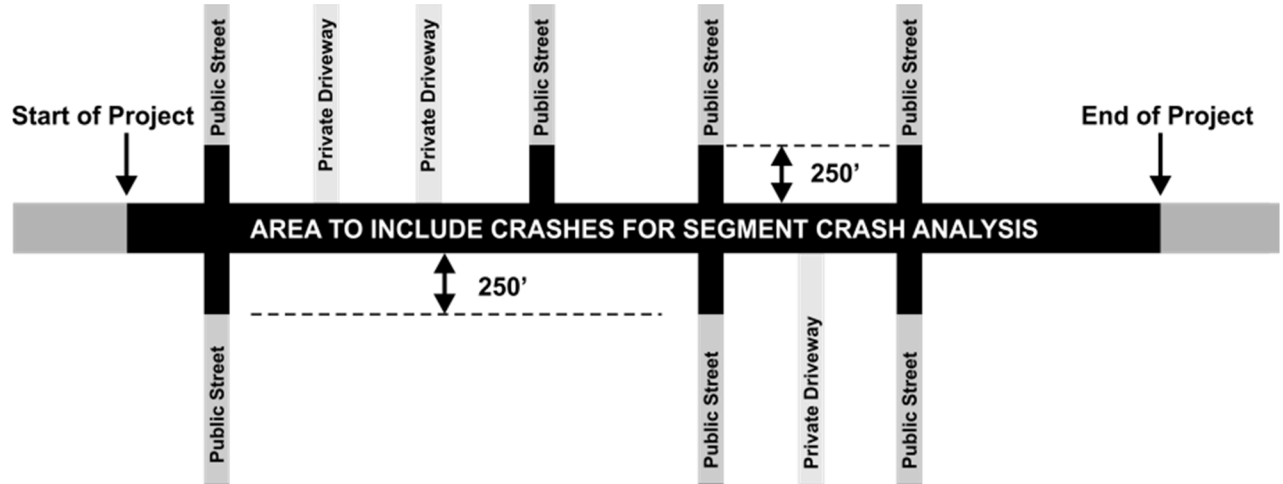 Public Street
Private Driveway
Private Driveway
Public Street
Public Street
Public Street
Start of Project
End of Project
250’
AREA TO INCLUDE CRASHES FOR SEGMENT CRASH ANALYSIS
250’
Public Street
Public Street
Private Driveway
Public Street